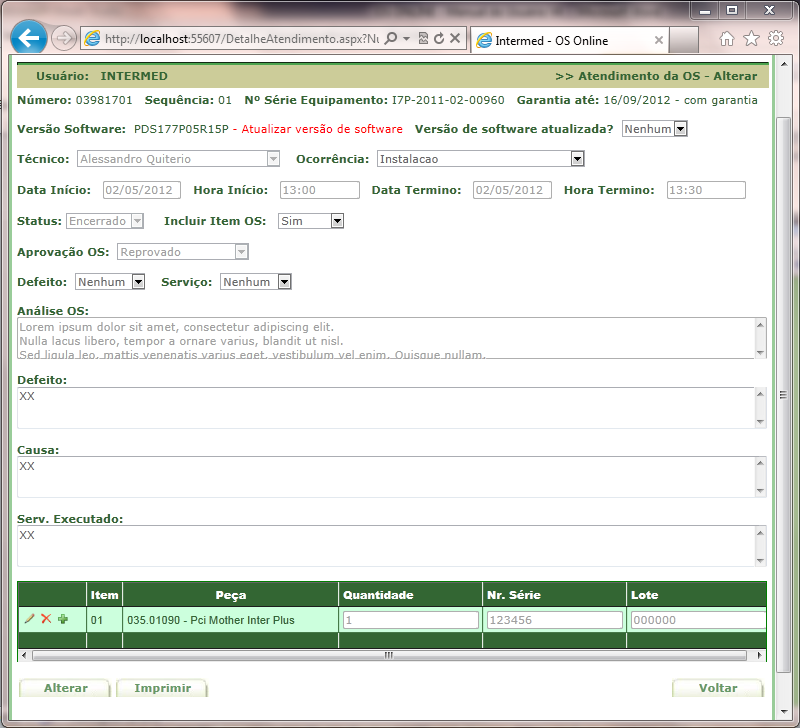 http://localhost:55607/DetalheAtendimento.aspx?Nu
Intermed - OS Online
Usuário: INTERMED >> Atendimento da OS - Alterar
Número: 03981701 Sequência: 01 Nº Série Equipamento: I7P-2011-02-00960 Garantia até: 16/09/2012 - com garantia
Versão Software: PDS177P05R15P - Atualizar versão de software Versão de software atualizada? Nenhum
Técnico: Alessandro Quiterio Ocorrência: Instalacao
Data Início: 02/05/2012 Hora Início: 13:00 Data Termino: 02/05/2012 Hora Termino: 13:30
Status: Encerrado Incluir Item OS: Sim
Aprovação OS: Reprovado
Defeito: Nenhum Serviço: Nenhum
Análise OS:
Lorem ipsum dolor sit amet, consectetur adipiscing elit.
Nulla lacus libero, tempor a ornare varius, blandit ut nisl.
Sed ligula leo, mattis venenatis varius eget, vestibulum vel enim. Quisque nullam.
Defeito:
XX
Causa:
XX
Serv. Executado:
XX
Item Peça Quantidade Nr. Série Lote
01 035.01090 - Pci Mother Inter Plus 1 123456 000000
Alterar Imprimir Voltar